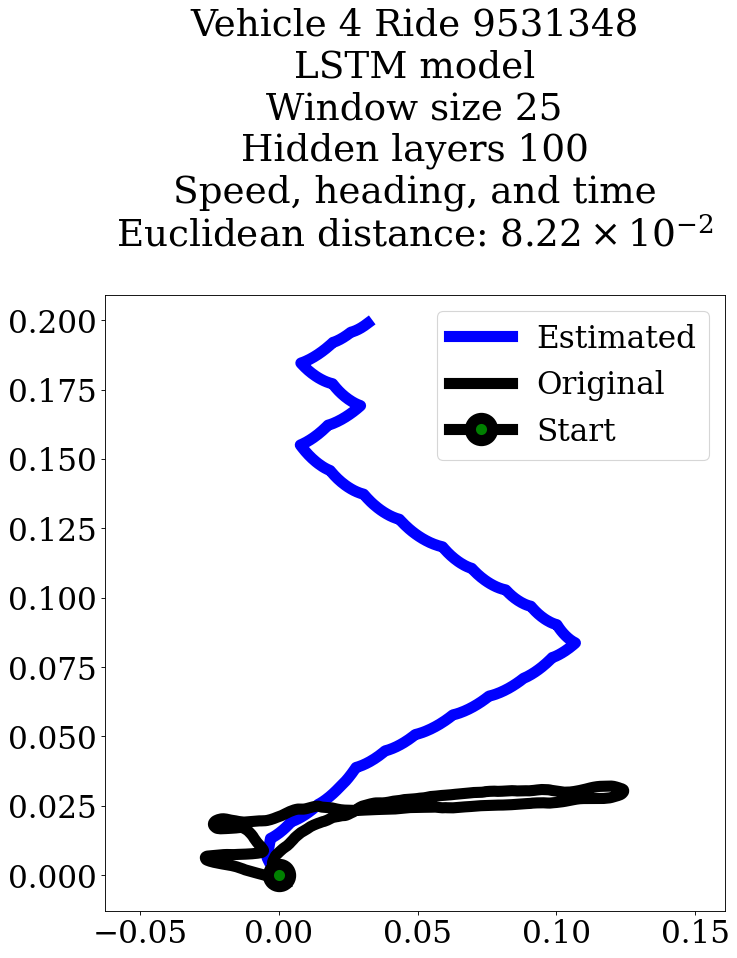 Vehicle 4 Ride 9531348
LSTM model
Window size 25
Hidden layers 100
Speed, heading, and time
Euclidean distance: 8.22 × 10⁻²
Estimated
Original
Start
0.200
0.175
0.150
0.125
0.100
0.075
0.050
0.025
0.000
−0.05 0.00 0.05 0.10 0.15